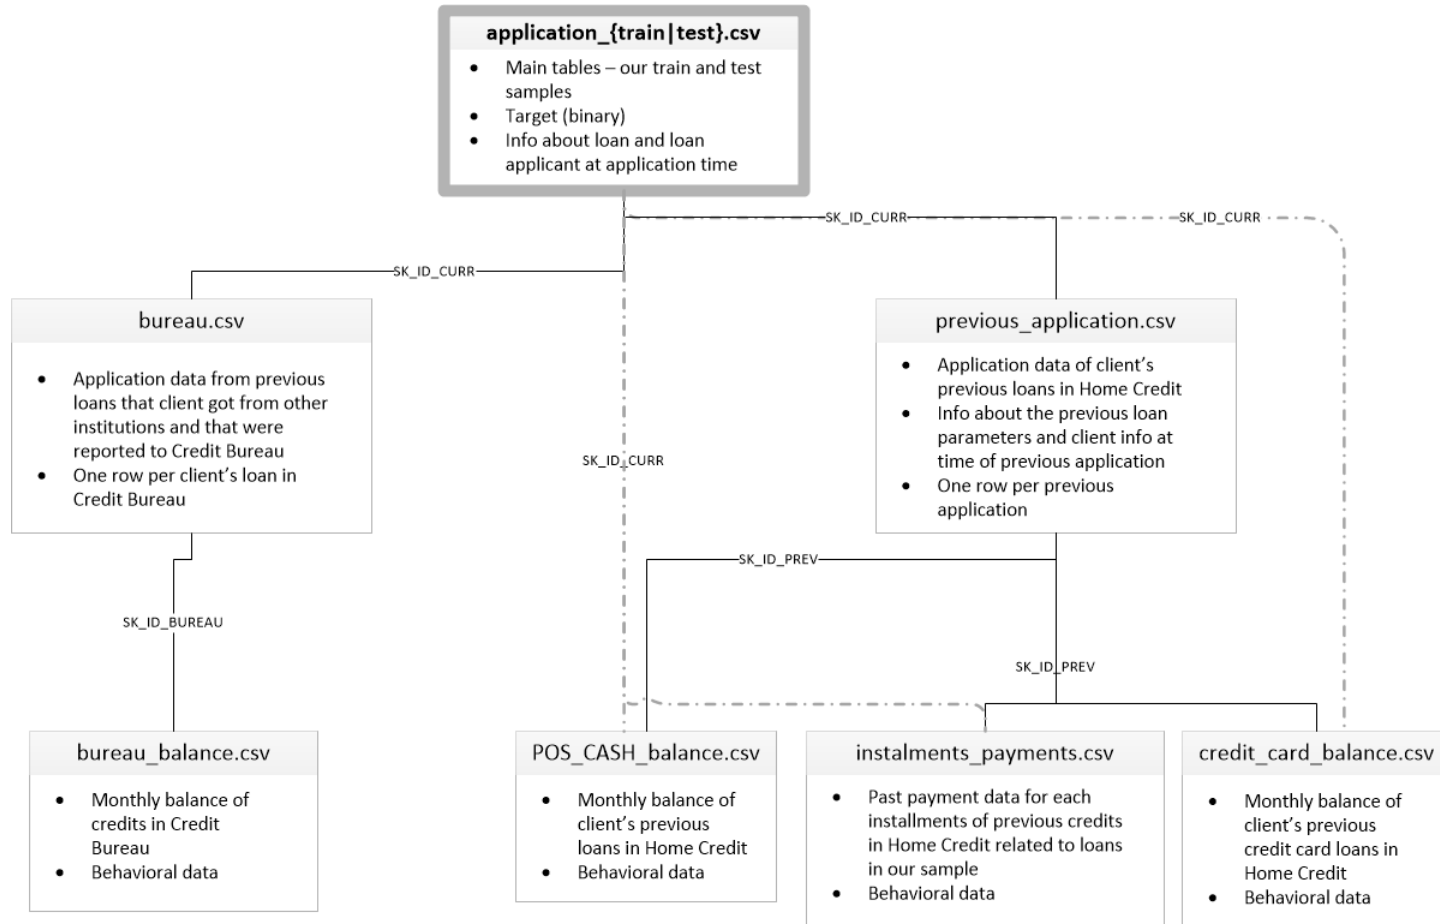 application_{train|test}.csv
• Main tables – our train and test
samples
• Target (binary)
• Info about loan and loan
applicant at application time
SK_ID_CURR
SK_ID_CURR
SK_ID_CURR
bureau.csv
• Application data from previous
loans that client got from other
institutions and that were
reported to Credit Bureau
• One row per client’s loan in
Credit Bureau
previous_application.csv
• Application data of client’s
previous loans in Home Credit
• Info about the previous loan
parameters and client info at
time of previous application
• One row per previous
application
SK_ID_CURR
SK_ID_PREV
SK_ID_BUREAU
SK_ID_PREV
bureau_balance.csv
• Monthly balance of
credits in Credit
Bureau
• Behavioral data
POS_CASH_balance.csv
• Monthly balance of
client’s previous
loans in Home Credit
• Behavioral data
instalments_payments.csv
• Past payment data for each
installments of previous credits
in Home Credit related to loans
in our sample
• Behavioral data
credit_card_balance.csv
• Monthly balance of
client’s previous
credit card loans in
Home Credit
• Behavioral data